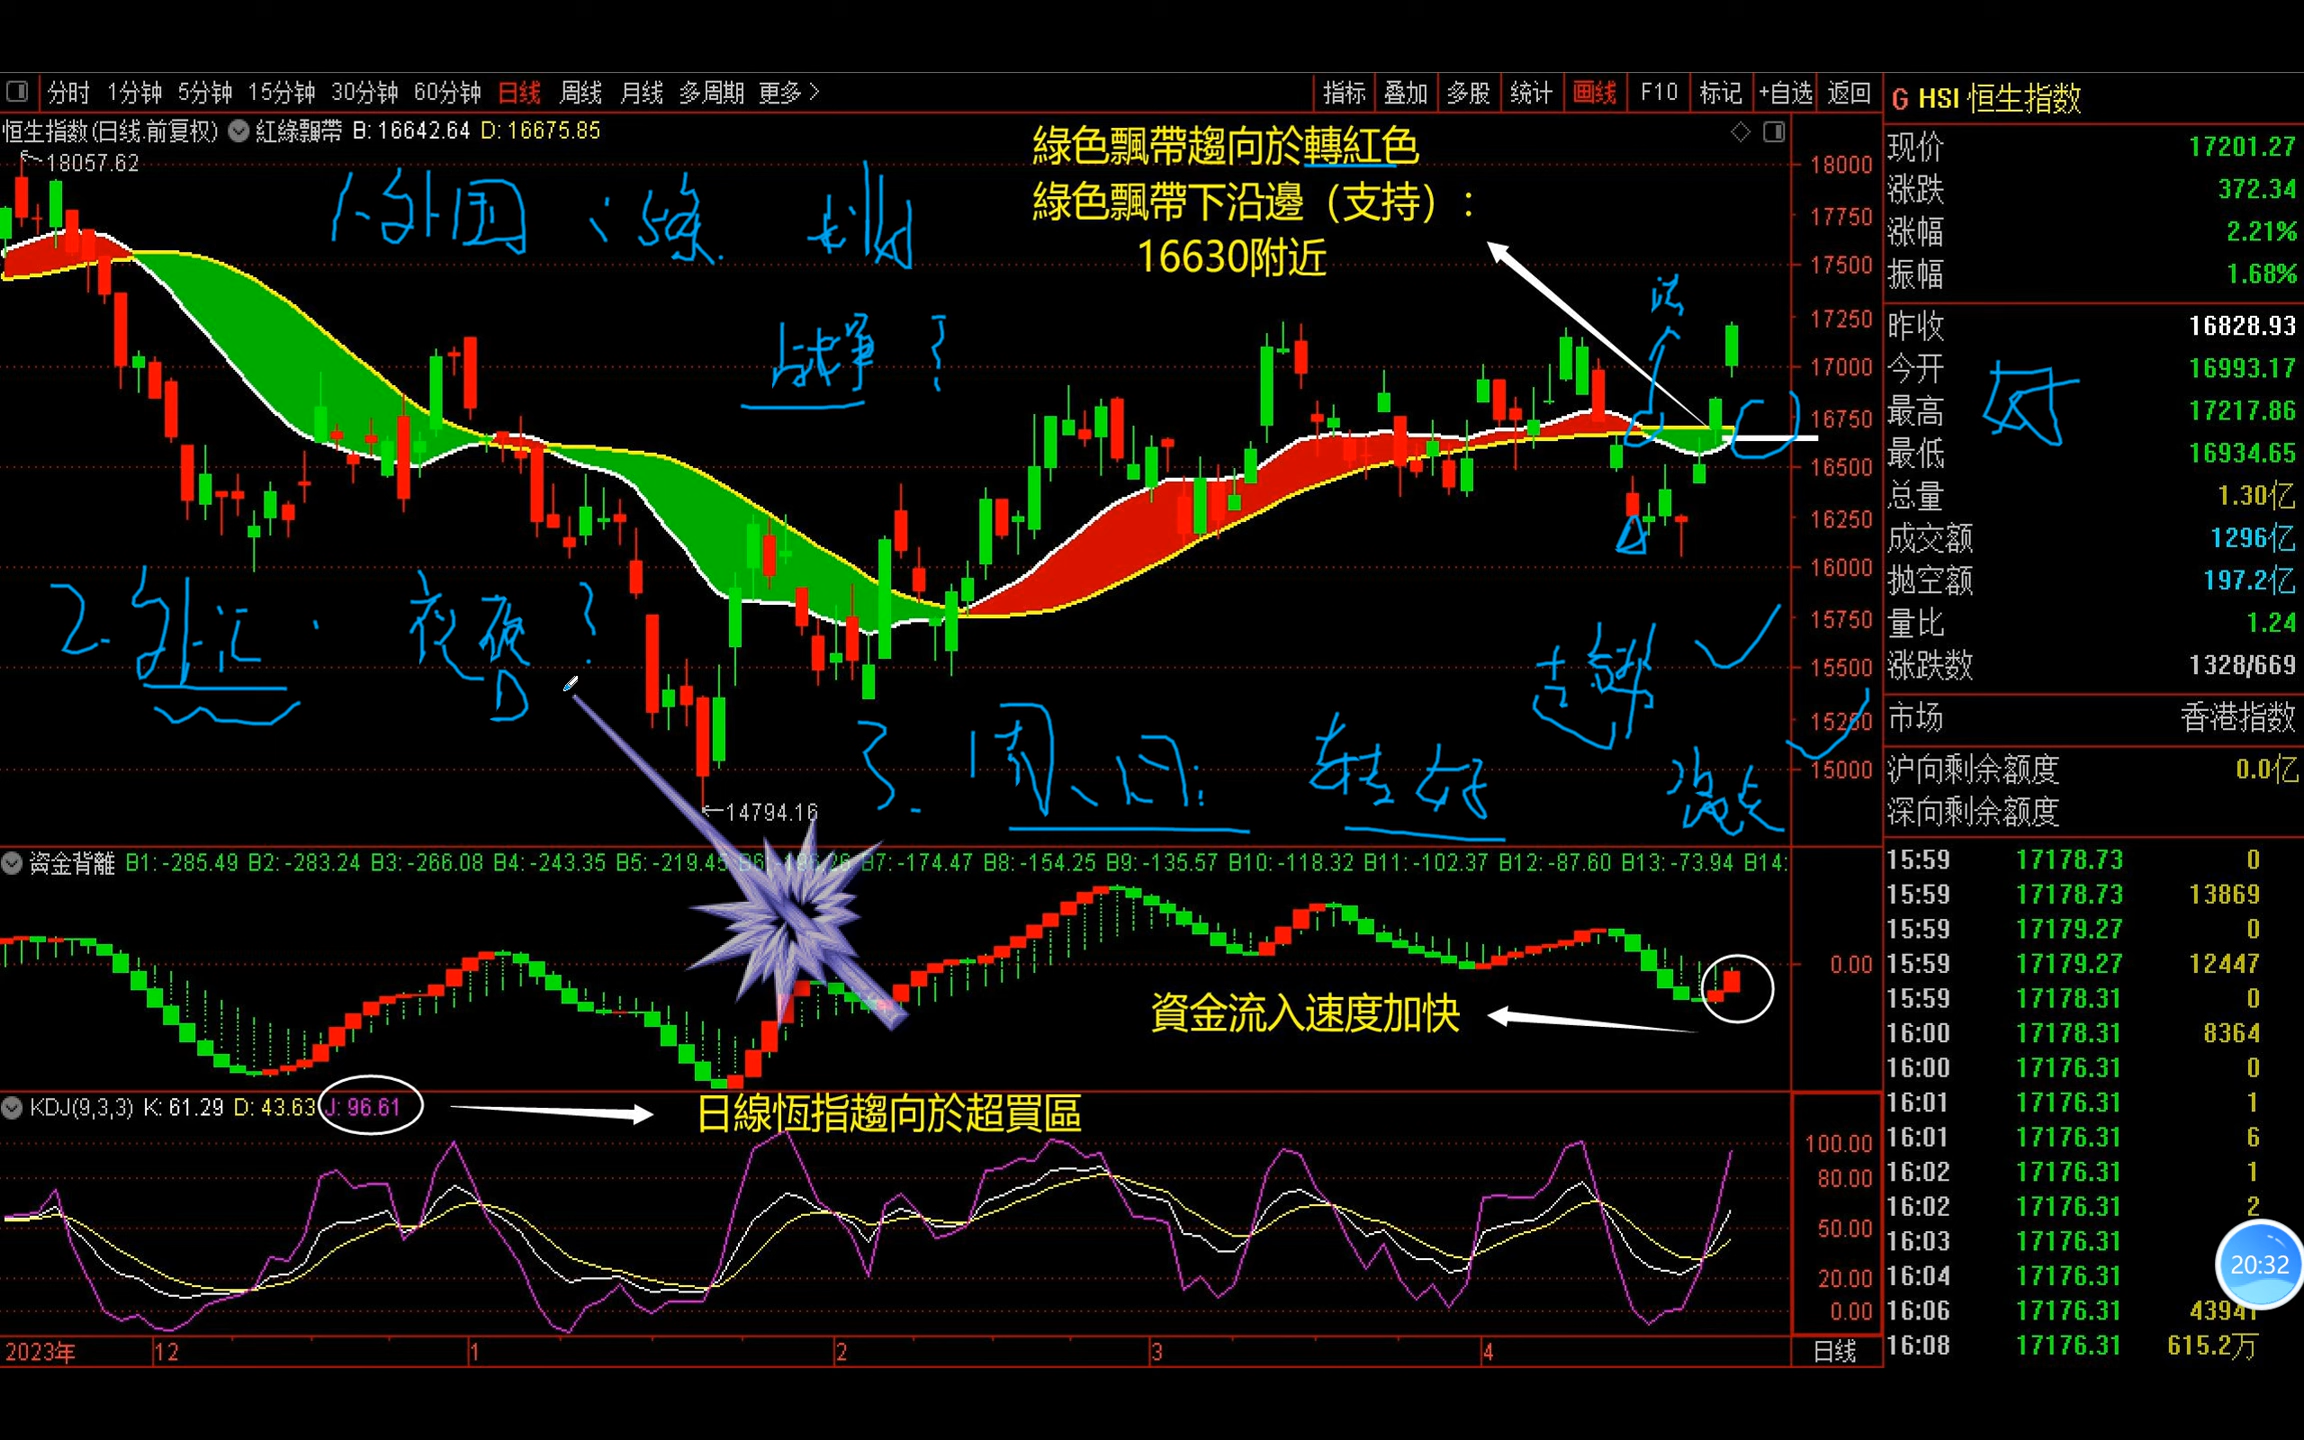 分时 1分钟 5分钟 15分钟 30分钟 60分钟 日线 周线 月线 多周期 更多 >
指标 叠加 多股 统计 画线 F10 标记 +自选 返回
G HSI 恒生指数
恒生指数(日线.前复权) 紅綠飄帶 B: 16642.64 D: 16675.85
18057.62
綠色飄帶趨向於轉紅色
綠色飄帶下沿邊（支持）：
16630附近
18000
17750
17500
17250
17000
16750
16500
16250
16000
15750
15500
15250
15000
1、外国
战争？
2. 外汇.
3. 周、日: 转好
14794.16
資金背離 B1: -285.49 B2: -283.24 B3: -266.08 B4: -243.35 B5: -219.45 B7: -174.47 B8: -154.25 B9: -135.57 B10: -118.32 B11: -102.37 B12: -87.60 B13: -73.94 B14:
0.00
資金流入速度加快
KDJ(9,3,3) K: 61.29 D: 43.63 J: 96.61
日線恆指趨向於超買區
100.00
80.00
50.00
20.00
0.00
2023年 12 1 2 3 4 日线
现价 17201.27
涨跌 372.34
涨幅 2.21%
振幅 1.68%
昨收 16828.93
今开 16993.17
最高 17217.86
最低 16934.65
总量 1.30亿
成交额 1296亿
抛空额 197.2亿
量比 1.24
涨跌数 1328/669
市场 香港指数
沪向剩余额度 0.0亿
深向剩余额度
15:59 17178.73 0
15:59 17178.73 13869
15:59 17179.27 0
15:59 17179.27 12447
15:59 17178.31 0
16:00 17178.31 8364
16:00 17176.31 0
16:01 17176.31 1
16:01 17176.31 6
16:02 17176.31 1
16:02 17176.31 2
16:03 17176.31
16:04 17176.31
16:06 17176.31
16:08 17176.31 615.2万
20:32